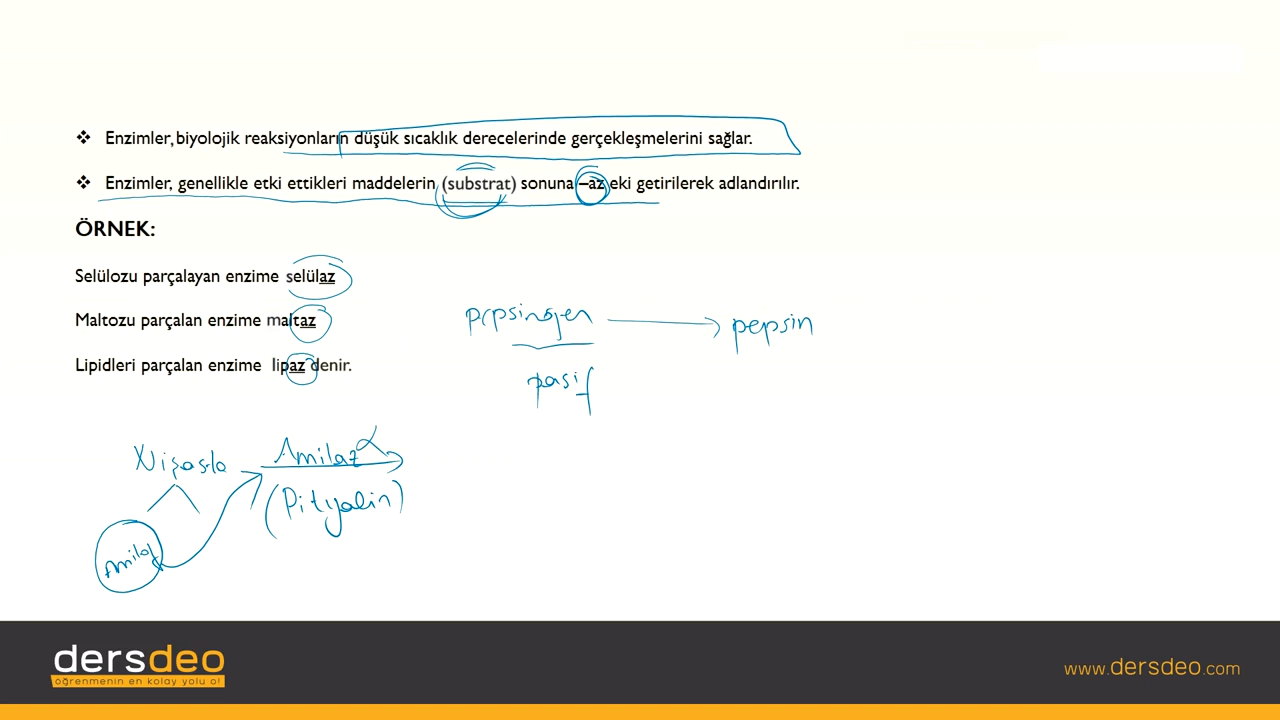 ❖ Enzimler, biyolojik reaksiyonların düşük sıcaklık derecelerinde gerçekleşmelerini sağlar.
❖ Enzimler, genellikle etki ettikleri maddelerin (substrat) sonuna –az eki getirilerek adlandırılır.
ÖRNEK:
Selülozu parçalayan enzime selülaz
Maltozu parçalan enzime maltaz
Lipidleri parçalan enzime lipaz denir.
pepsinojen → pepsin
pasif
Nişasta → Amilaz
(Pityalin)
Amiloz
dersdeo
öğrenmenin en kolay yolu o!
www.dersdeo.com